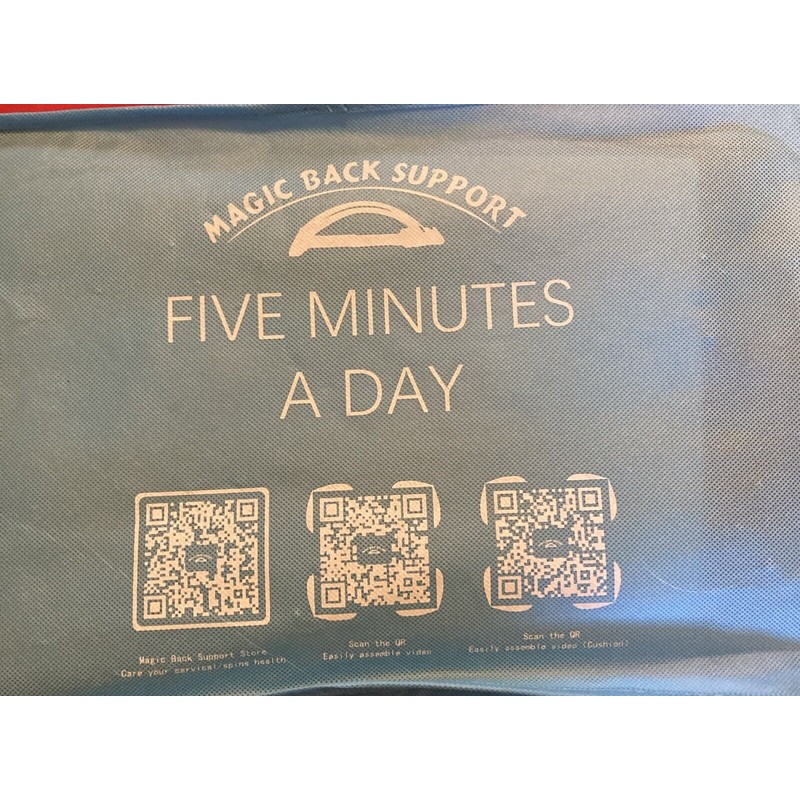 MAGIC BACK SUPPORT
FIVE MINUTES
A DAY
Magic Back Support Store
Care your cervical/spine health
Scan the QR
Easily assemble video
Scan the QR
Easily assemble video (Cushion)